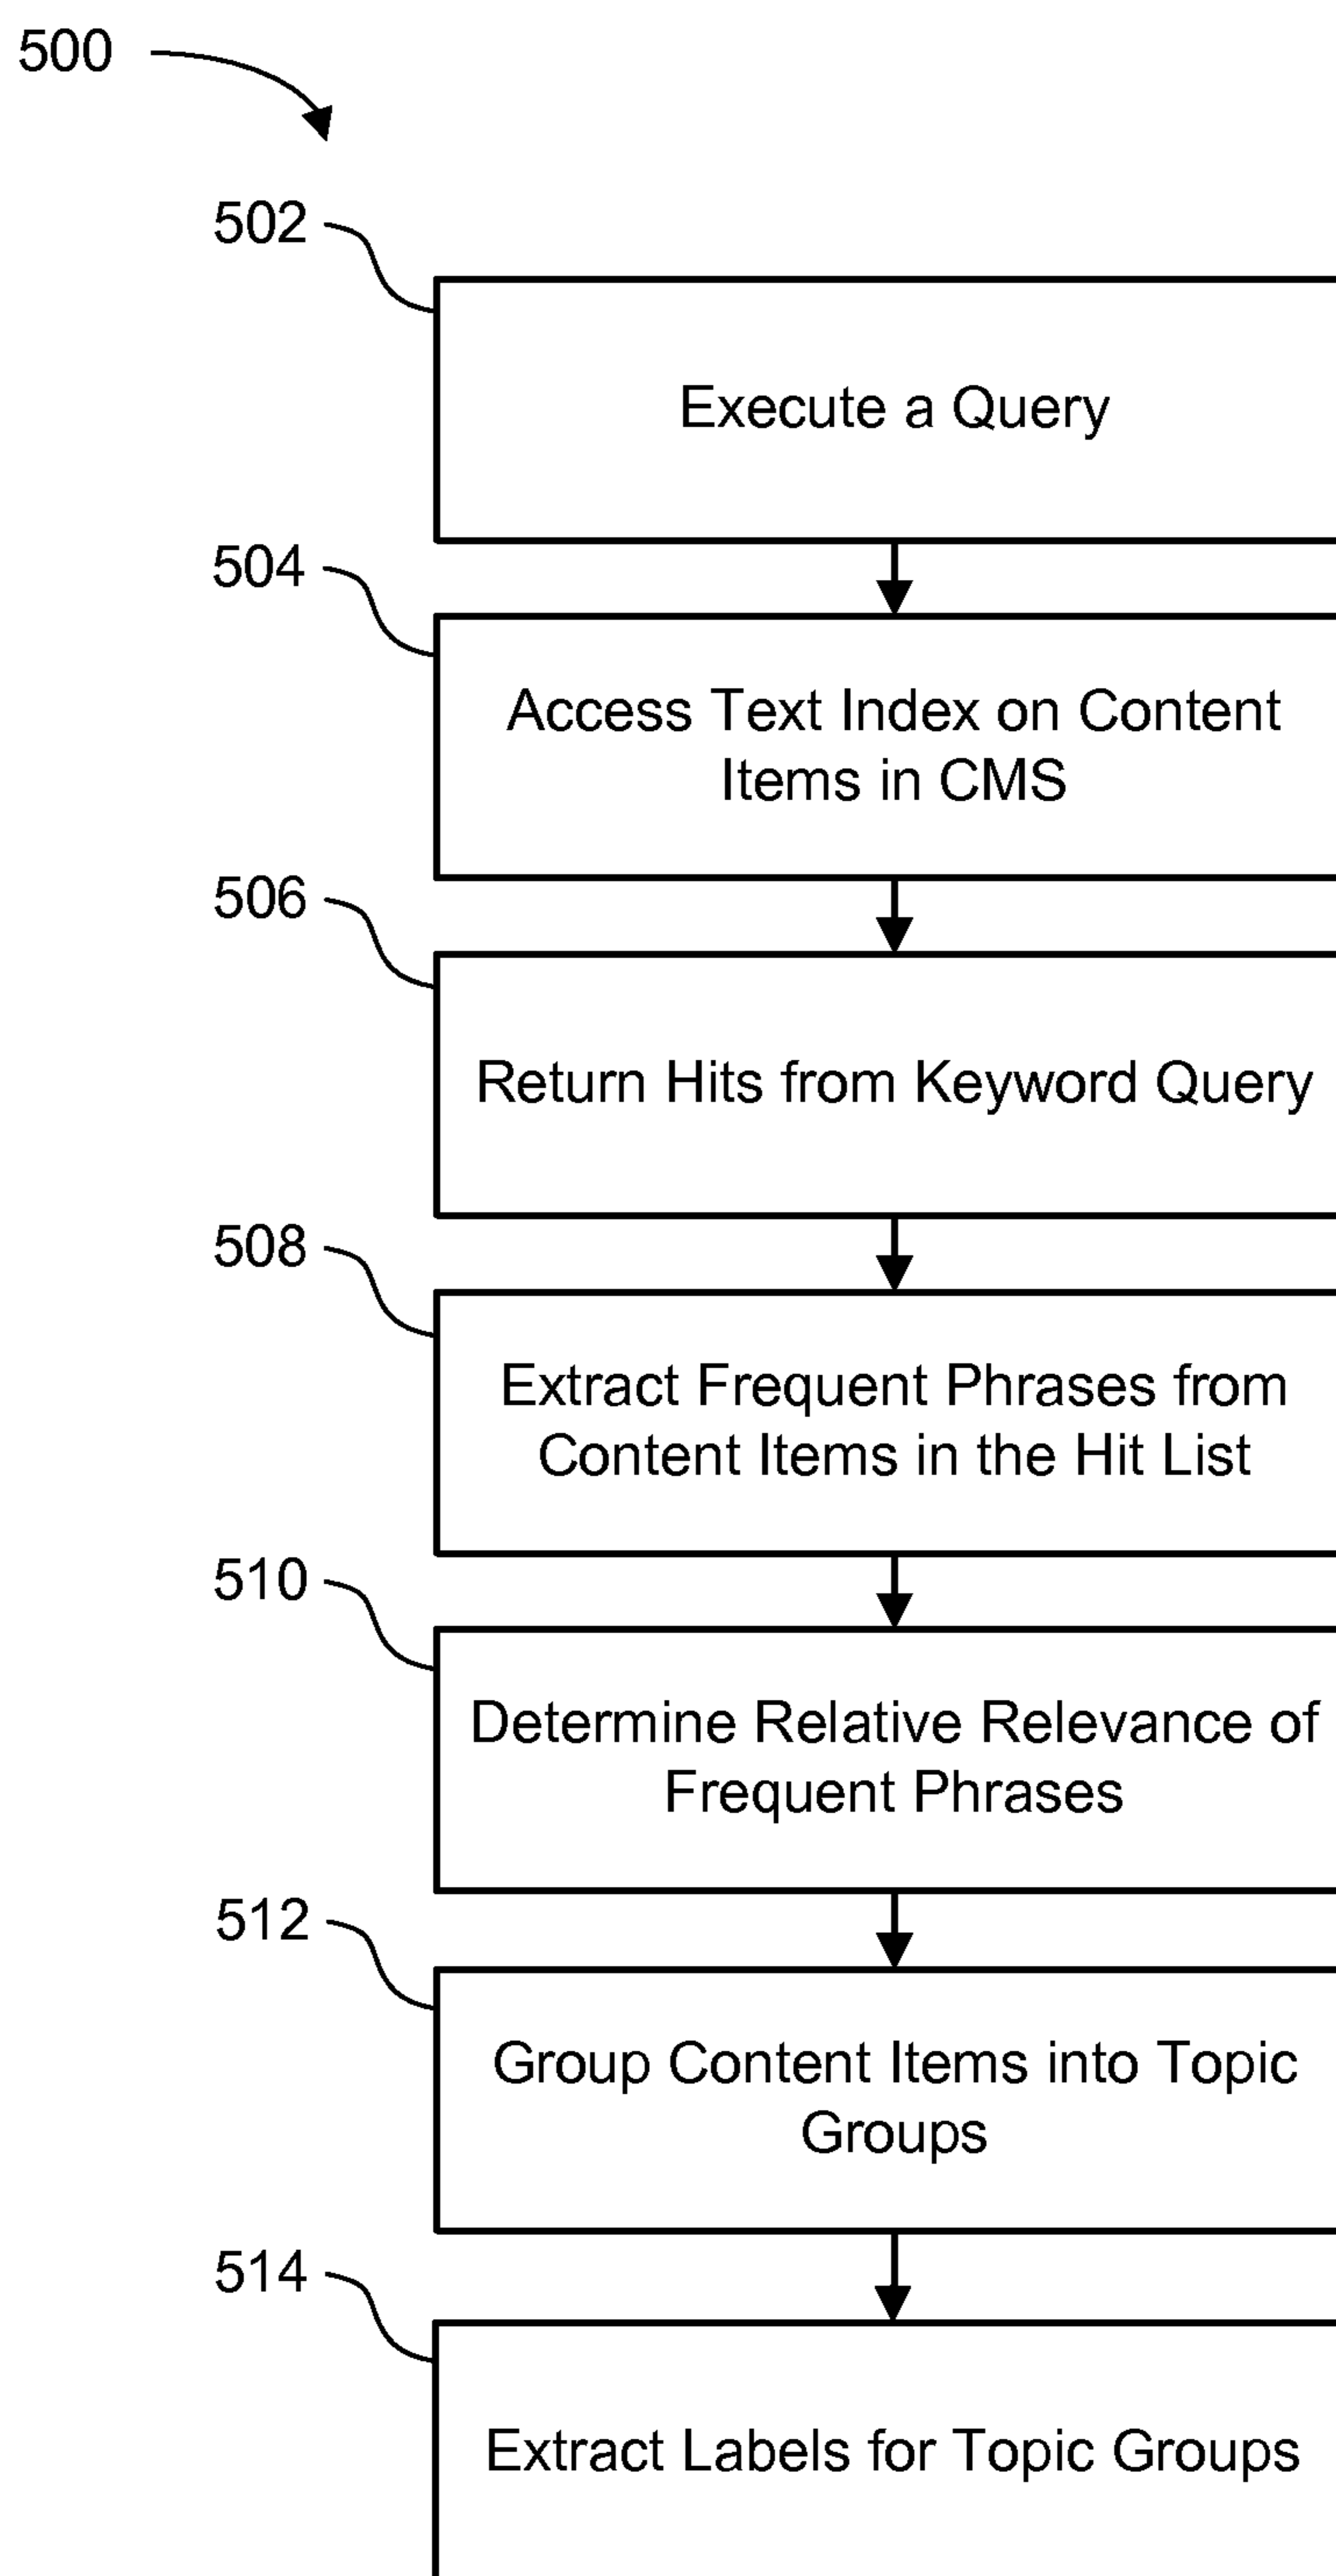 500
502
Execute a Query
504
Access Text Index on Content
Items in CMS
506
Return Hits from Keyword Query
508
Extract Frequent Phrases from
Content Items in the Hit List
510
Determine Relative Relevance of
Frequent Phrases
512
Group Content Items into Topic
Groups
514
Extract Labels for Topic Groups